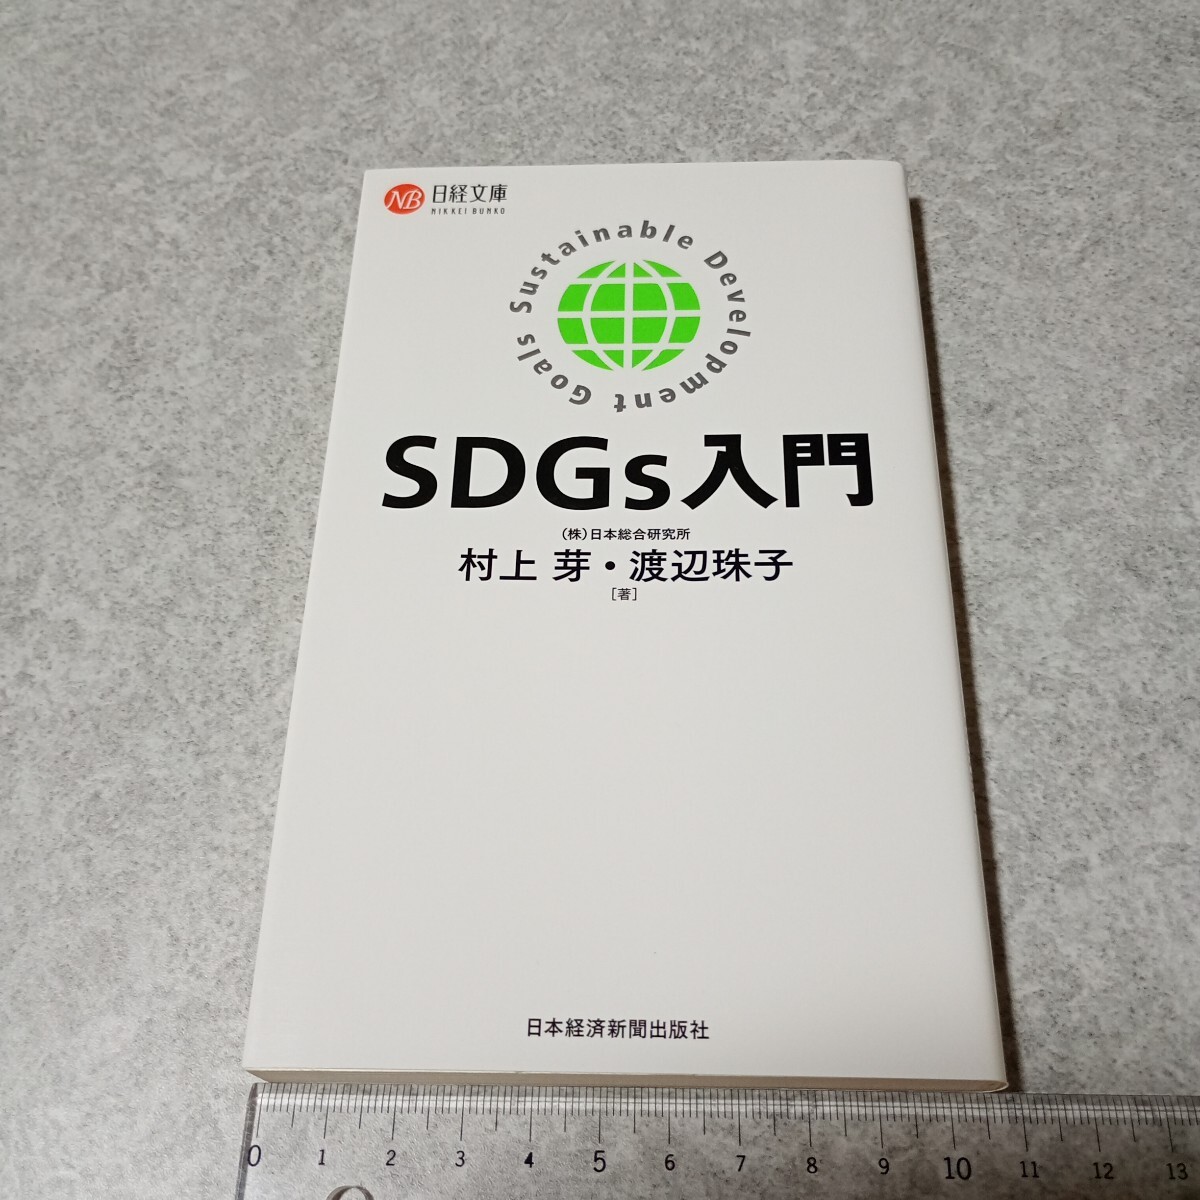 NB 日経文庫
NIKKEI BUNKO
Sustainable Development Goals
SDGs入門
(株)日本総合研究所
村上 芽・渡辺珠子
[著]
日本経済新聞出版社
0 1 2 3 4 5 6 7 8 9 10 11 12 13